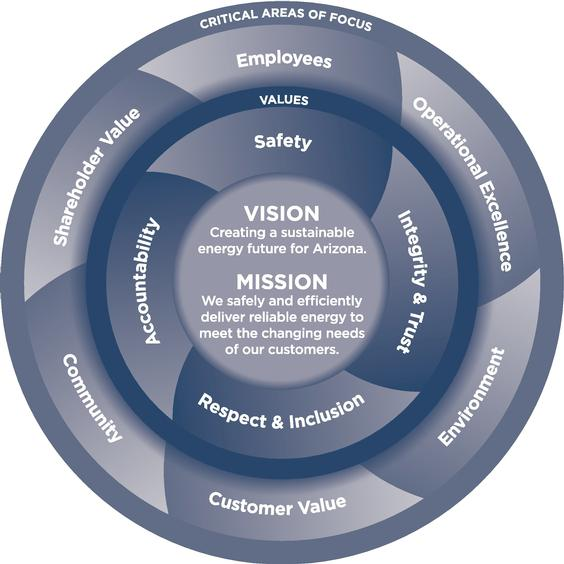 CRITICAL AREAS OF FOCUS
Employees
Operational Excellence
Environment
Customer Value
Community
Shareholder Value
VALUES
Safety
Integrity & Trust
Respect & Inclusion
Accountability
VISION
Creating a sustainable
energy future for Arizona.
MISSION
We safely and efficiently
deliver reliable energy to
meet the changing needs
of our customers.